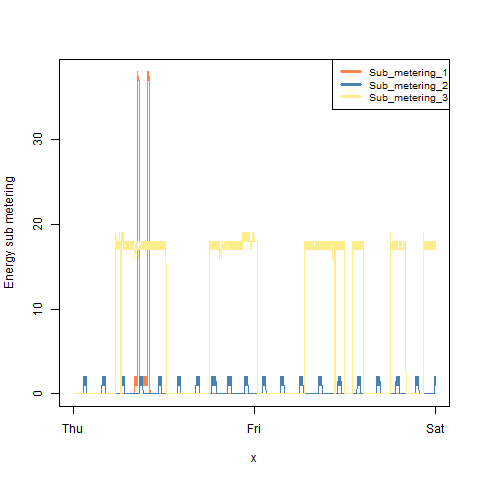 Sub_metering_1
Sub_metering_2
Sub_metering_3
Energy sub metering
30
20
10
0
Thu Fri Sat
x